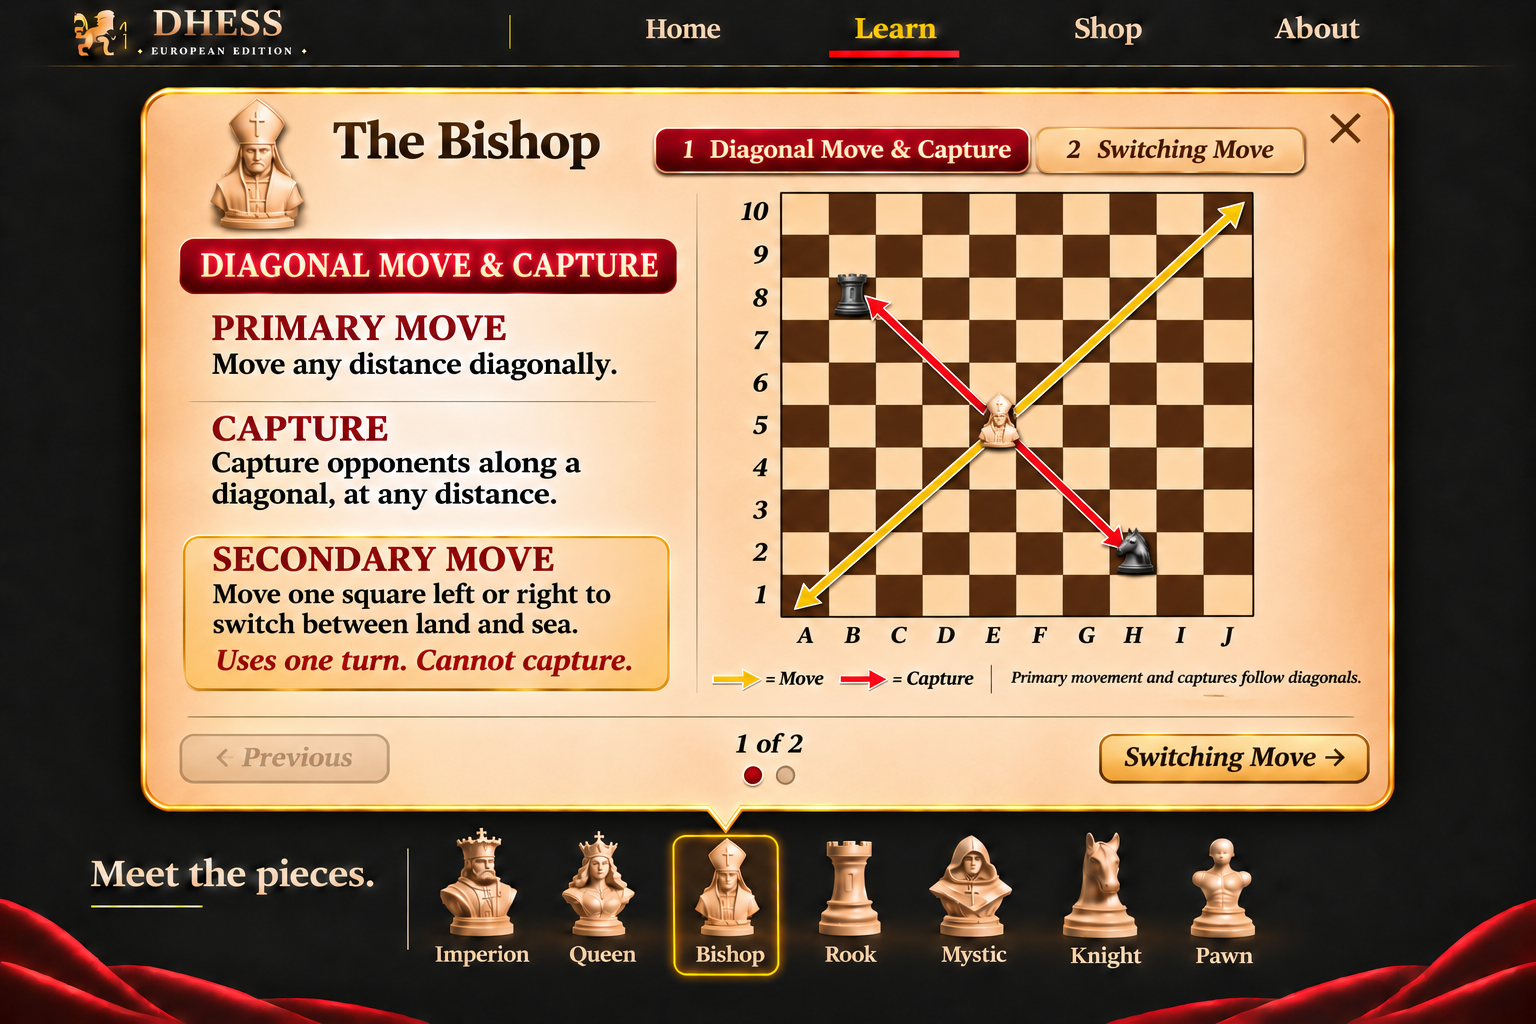 DHESS
EUROPEAN EDITION
Home
Learn
Shop
About
The Bishop
1 Diagonal Move & Capture
2 Switching Move
DIAGONAL MOVE & CAPTURE
PRIMARY MOVE
Move any distance diagonally.
CAPTURE
Capture opponents along a
diagonal, at any distance.
SECONDARY MOVE
Move one square left or right to
switch between land and sea.
Uses one turn. Cannot capture.
10
9
8
7
6
5
4
3
2
1
A B C D E F G H I J
= Move
= Capture
Primary movement and captures follow diagonals.
← Previous
1 of 2
Switching Move →
Meet the pieces.
Imperion
Queen
Bishop
Rook
Mystic
Knight
Pawn